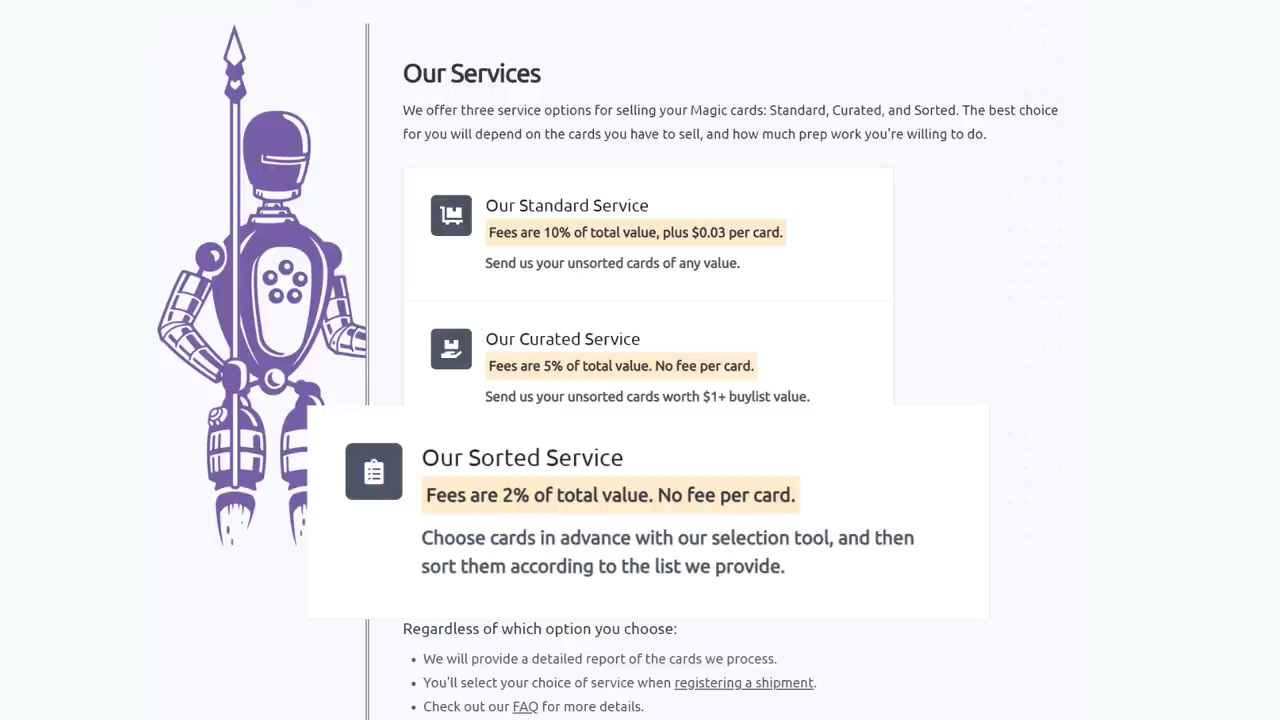 Our Services
We offer three service options for selling your Magic cards: Standard, Curated, and Sorted. The best choice
for you will depend on the cards you have to sell, and how much prep work you're willing to do.
Our Standard Service
Fees are 10% of total value, plus $0.03 per card.
Send us your unsorted cards of any value.
Our Curated Service
Fees are 5% of total value. No fee per card.
Send us your unsorted cards worth $1+ buylist value.
Our Sorted Service
Fees are 2% of total value. No fee per card.
Choose cards in advance with our selection tool, and then
sort them according to the list we provide.
Regardless of which option you choose:
• We will provide a detailed report of the cards we process.
• You'll select your choice of service when registering a shipment.
• Check out our FAQ for more details.